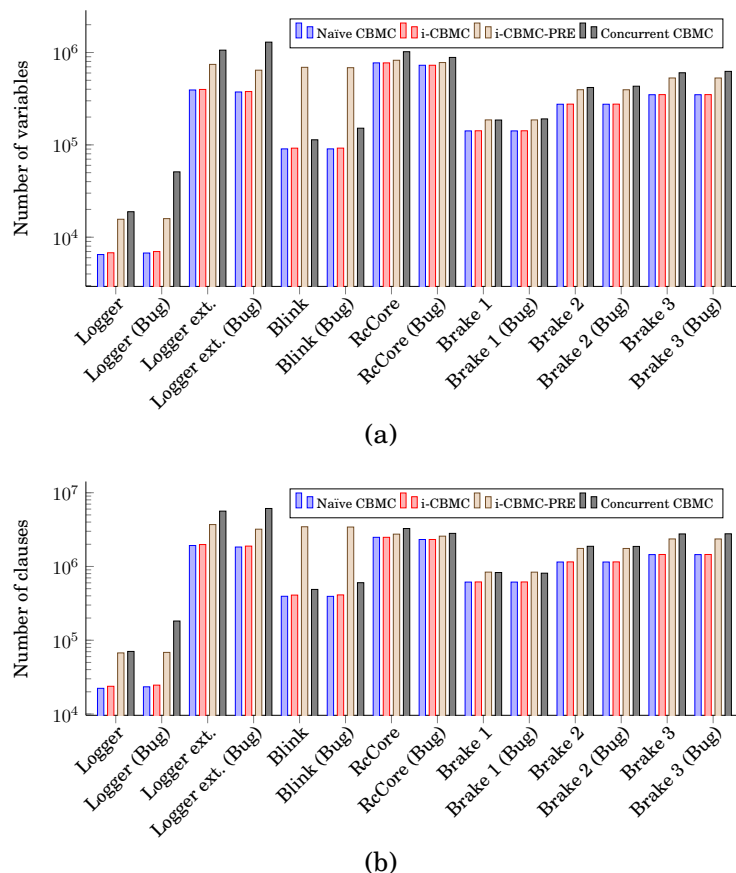 Naïve CBMC i-CBMC i-CBMC-PRE Concurrent CBMC
Number of variables
10^6
10^5
10^4
Logger
Logger (Bug)
Logger ext.
Logger ext. (Bug)
Blink
Blink (Bug)
RcCore
RcCore (Bug)
Brake 1
Brake 1 (Bug)
Brake 2
Brake 2 (Bug)
Brake 3
Brake 3 (Bug)
(a)
Naïve CBMC i-CBMC i-CBMC-PRE Concurrent CBMC
Number of clauses
10^7
10^6
10^5
10^4
Logger
Logger (Bug)
Logger ext.
Logger ext. (Bug)
Blink
Blink (Bug)
RcCore
RcCore (Bug)
Brake 1
Brake 1 (Bug)
Brake 2
Brake 2 (Bug)
Brake 3
Brake 3 (Bug)
(b)